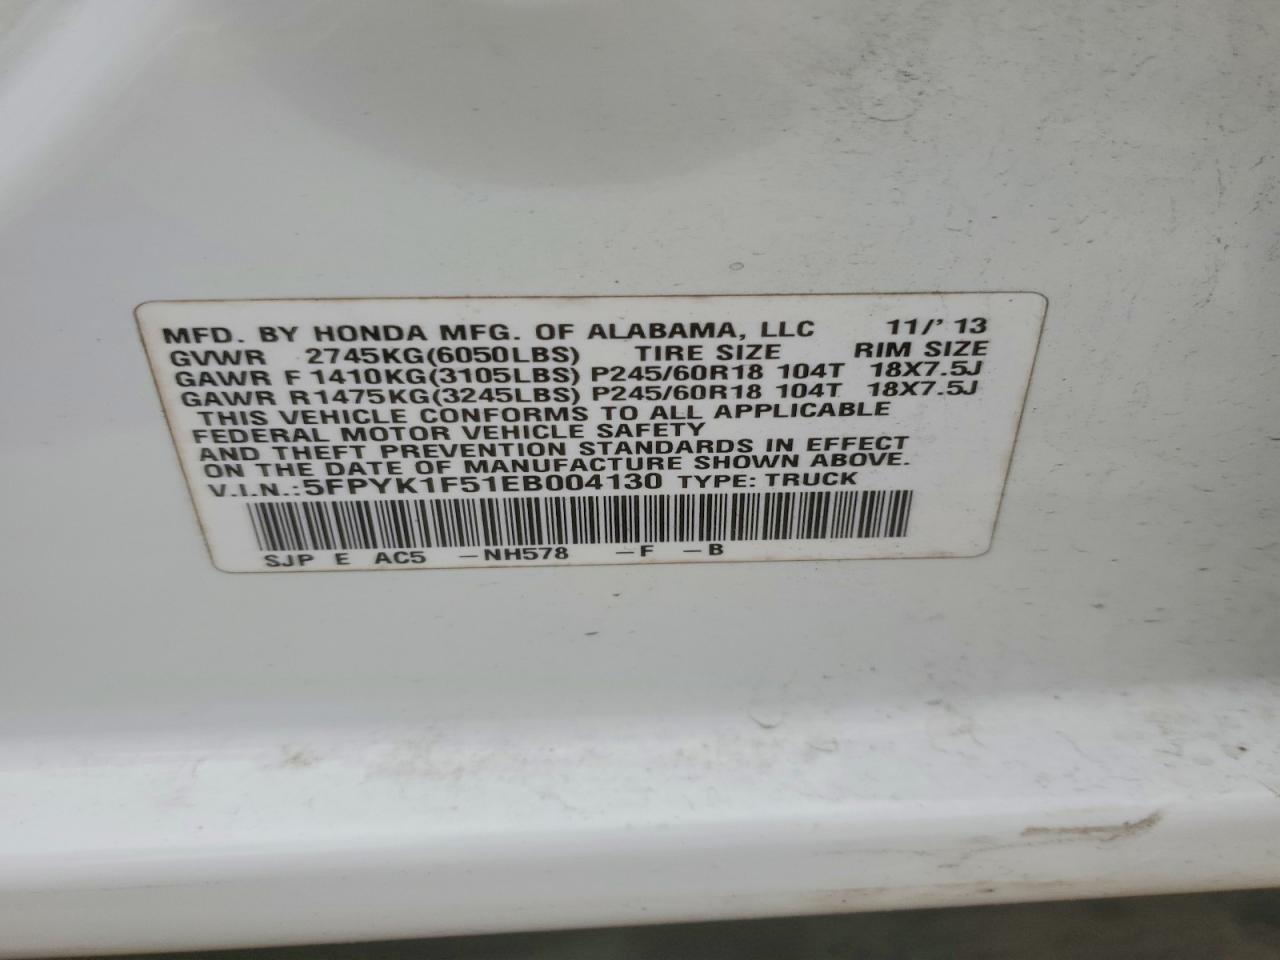 MFD. BY HONDA MFG. OF ALABAMA, LLC 11/' 13
GVWR 2745KG(6050LBS) TIRE SIZE RIM SIZE
GAWR F 1410KG(3105LBS) P245/60R18 104T 18X7.5J
GAWR R1475KG(3245LBS) P245/60R18 104T 18X7.5J
THIS VEHICLE CONFORMS TO ALL APPLICABLE
FEDERAL MOTOR VEHICLE SAFETY
AND THEFT PREVENTION STANDARDS IN EFFECT
ON THE DATE OF MANUFACTURE SHOWN ABOVE.
V.I.N.:5FPYK1F51EB004130 TYPE: TRUCK
SJP E AC5 -NH578 -F -B